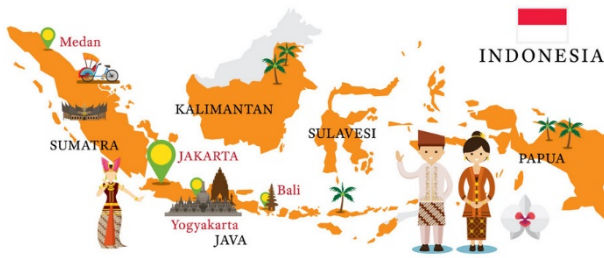 INDONESIA
Medan
KALIMANTAN
SULAVESI
SUMATRA
JAKARTA
PAPUA
Bali
Yogyakarta
JAVA